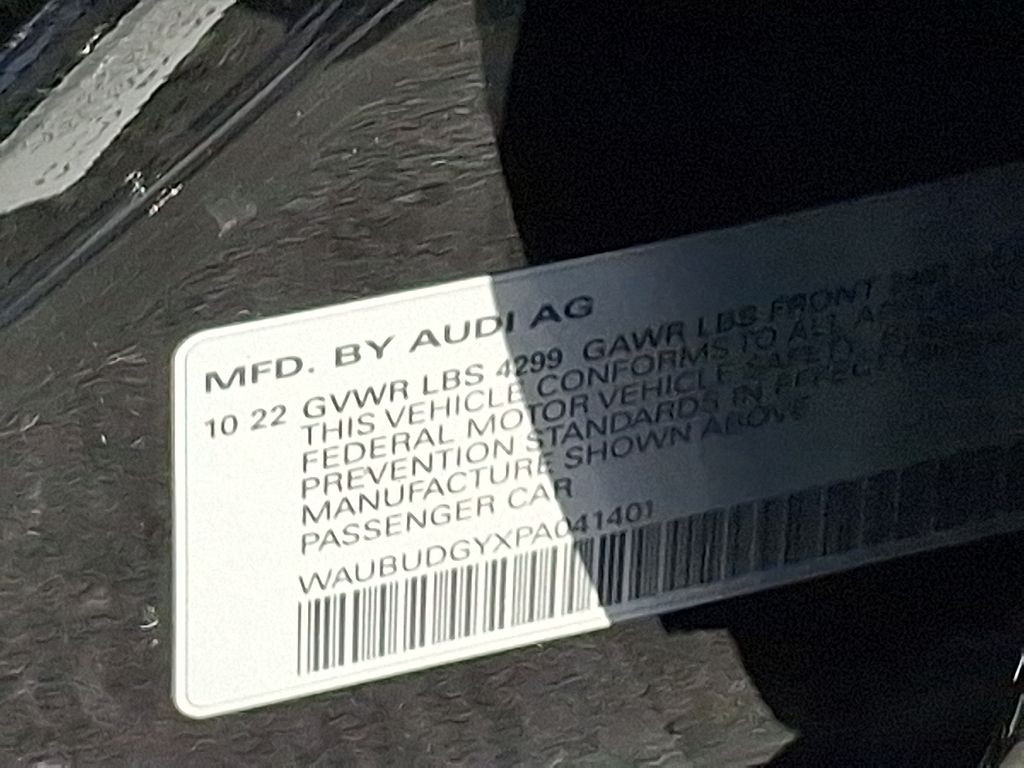 MFD. BY AUDI AG
10 22 GVWR LBS 4299 GAWR LBS FRONT
THIS VEHICLE CONFORMS TO ALL
FEDERAL MOTOR VEHICLE SAFETY
PREVENTION STANDARDS IN EFFECT
MANUFACTURE SHOWN ABOVE
PASSENGER CAR
WAUBUDGYXPA041401